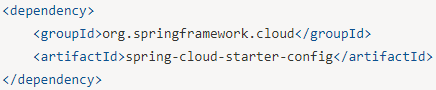 <dependency>
    <groupId>org.springframework.cloud</groupId>
    <artifactId>spring-cloud-starter-config</artifactId>
</dependency>